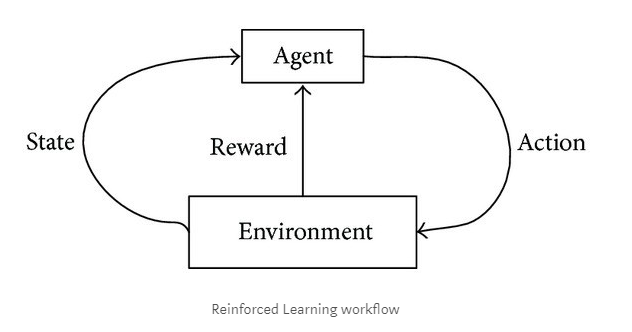 Agent
State
Reward
Action
Environment
Reinforced Learning workflow